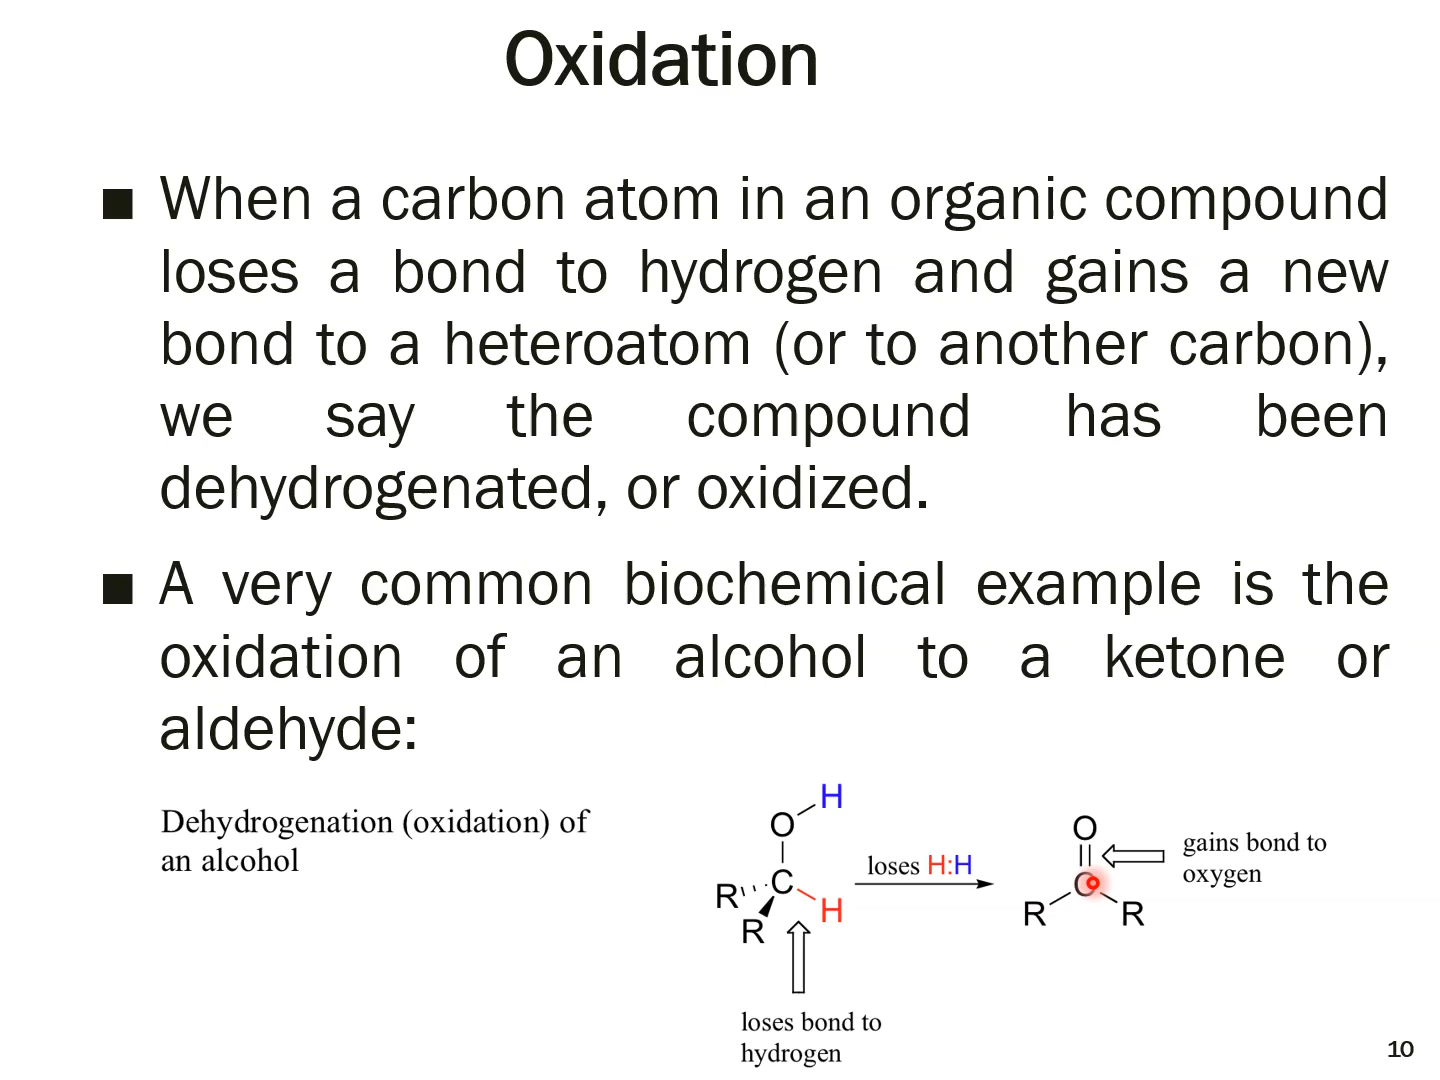 Oxidation
■ When a carbon atom in an organic compound
loses a bond to hydrogen and gains a new
bond to a heteroatom (or to another carbon),
we say the compound has been
dehydrogenated, or oxidized.
■ A very common biochemical example is the
oxidation of an alcohol to a ketone or
aldehyde:
Dehydrogenation (oxidation) of
an alcohol
H
O
C
R
H
R
loses H:H
O
C
R
R
gains bond to
oxygen
loses bond to
hydrogen
10